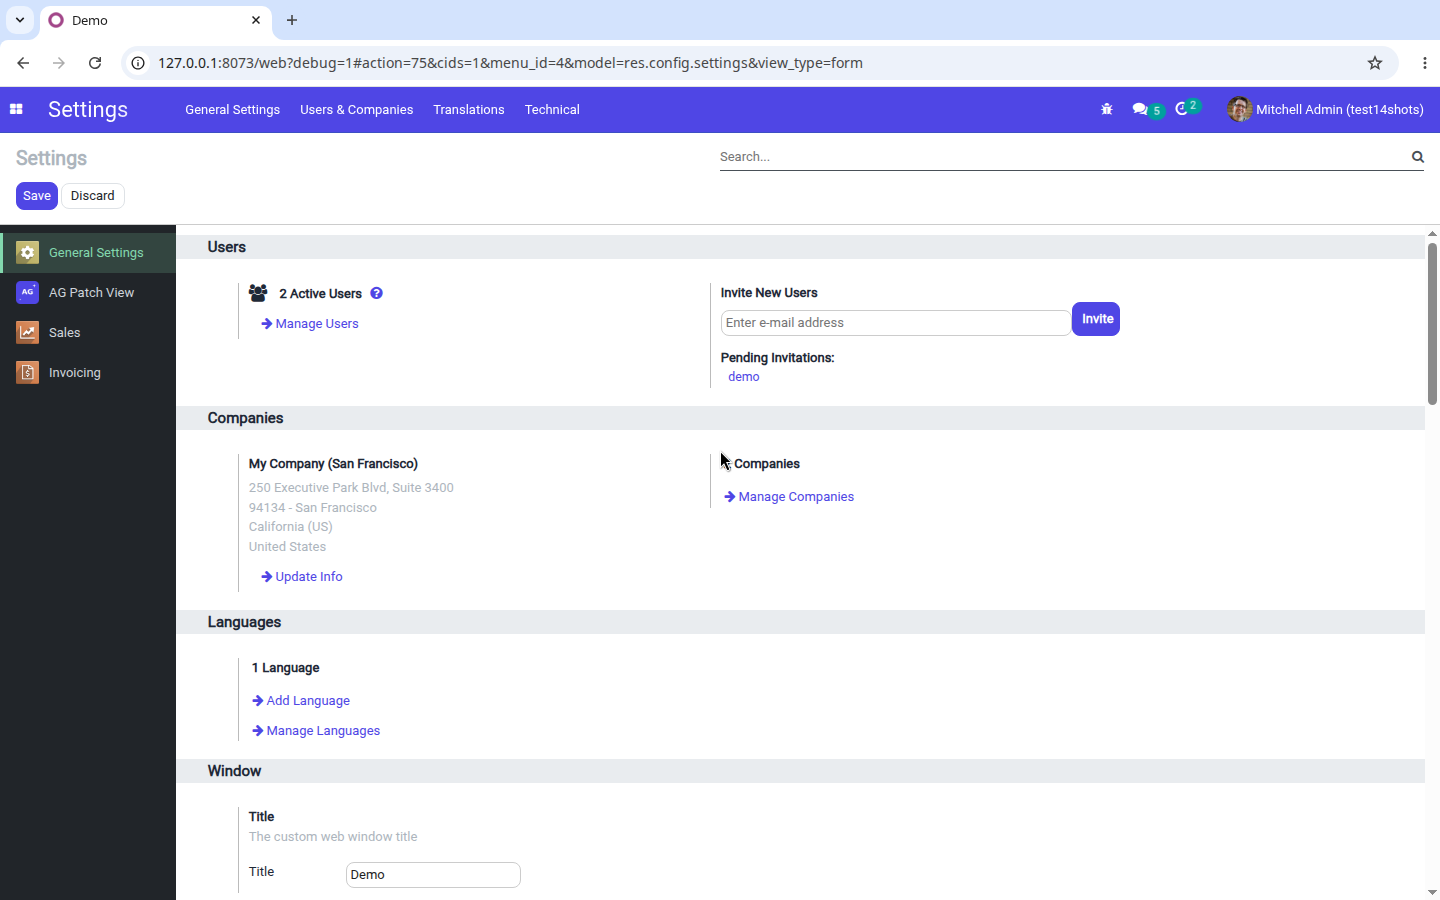 Demo
127.0.0.1:8073/web?debug=1#action=75&cids=1&menu_id=4&model=res.config.settings&view_type=form
Settings General Settings Users & Companies Translations Technical 5 2 Mitchell Admin (test14shots)
Settings Search...
Save Discard
General Settings
AG AG Patch View
Sales
Invoicing
Users
2 Active Users ?
Manage Users
Invite New Users
Enter e-mail address Invite
Pending Invitations:
demo
Companies
My Company (San Francisco)
250 Executive Park Blvd, Suite 3400
94134 - San Francisco
California (US)
United States
Update Info
Companies
Manage Companies
Languages
1 Language
Add Language
Manage Languages
Window
Title
The custom web window title
Title Demo